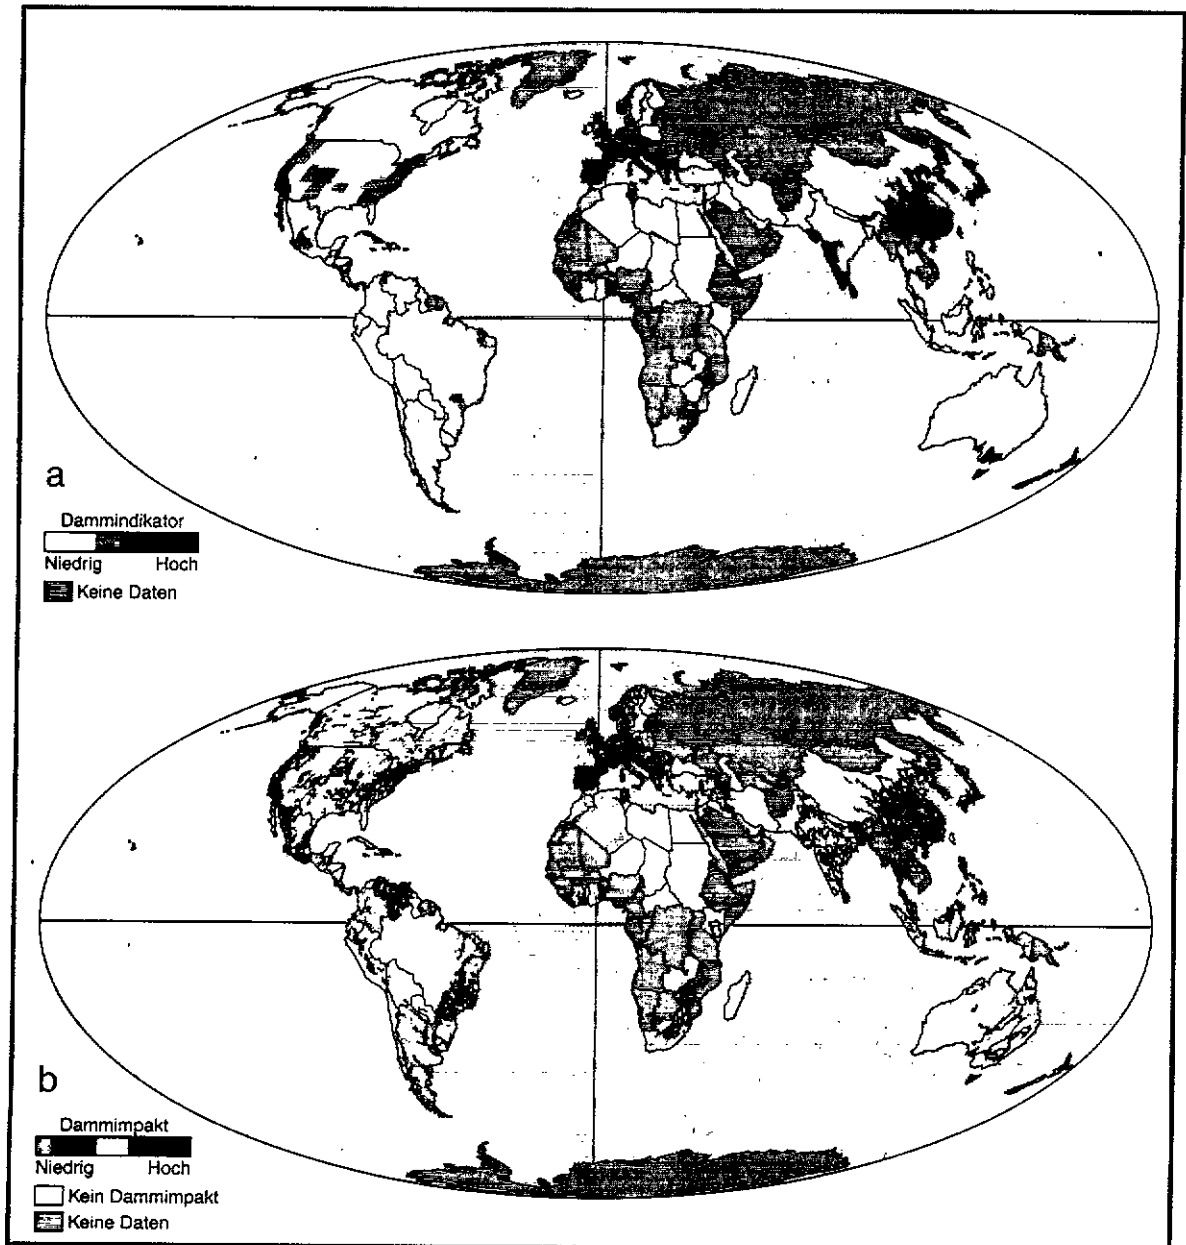 a
Dammindikator
Niedrig Hoch
Keine Daten
b
Dammimpakt
Niedrig Hoch
Kein Dammimpakt
Keine Daten